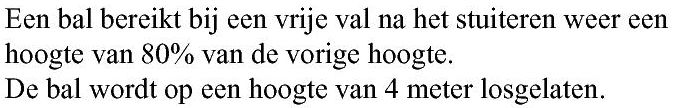 Een bal bereikt bij een vrije val na het stuiteren weer een
hoogte van 80% van de vorige hoogte.
De bal wordt op een hoogte van 4 meter losgelaten.